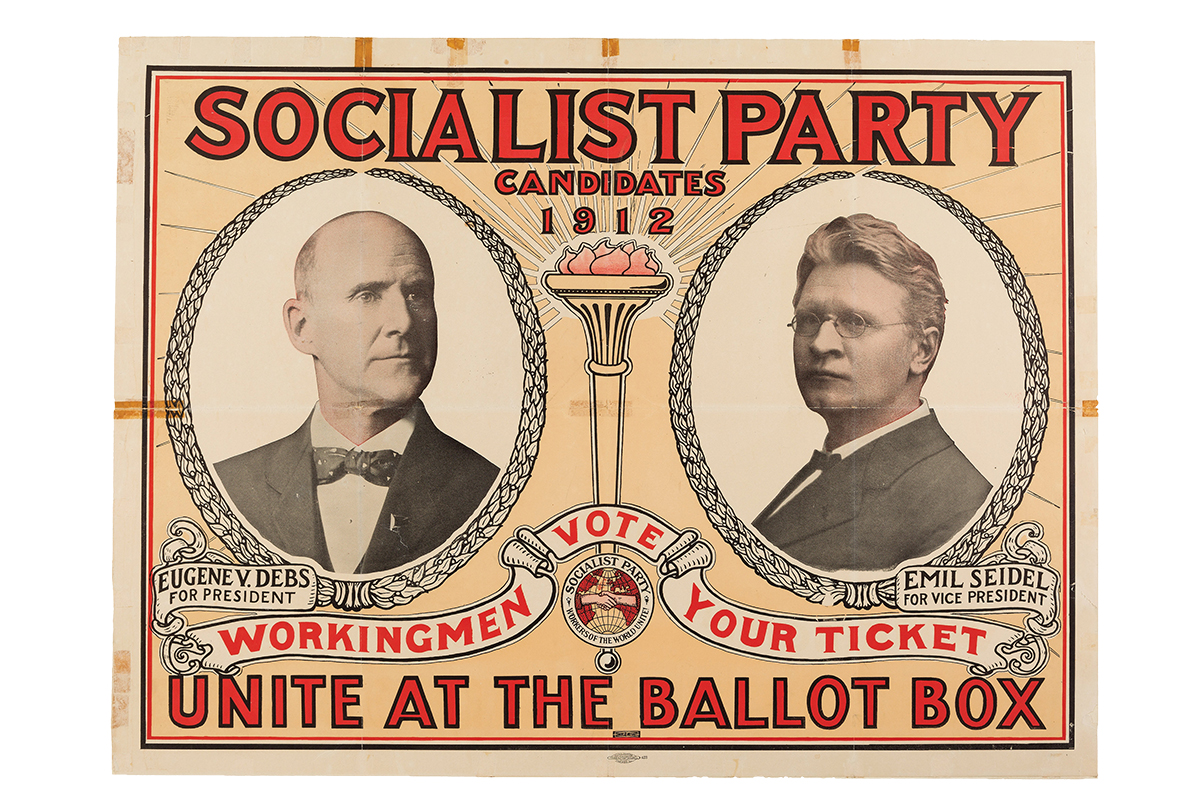 SOCIALIST PARTY
CANDIDATES
1912
EUGENE V. DEBS
FOR PRESIDENT
EMIL SEIDEL
FOR VICE PRESIDENT
WORKINGMEN VOTE YOUR TICKET
SOCIALIST PARTY
WORKERS OF THE WORLD UNITE
UNITE AT THE BALLOT BOX